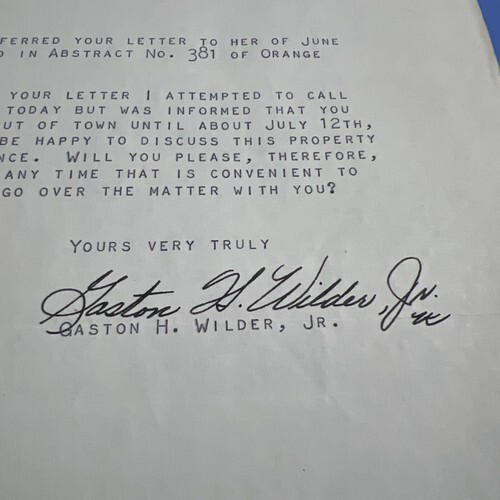 FERRED YOUR LETTER TO HER OF JUNE
IN ABSTRACT NO. 381 OF ORANGE
YOUR LETTER I ATTEMPTED TO CALL
TODAY BUT WAS INFORMED THAT YOU
OUT OF TOWN UNTIL ABOUT JULY 12TH,
BE HAPPY TO DISCUSS THIS PROPERTY
NCE. WILL YOU PLEASE, THEREFORE,
ANY TIME THAT IS CONVENIENT TO
GO OVER THE MATTER WITH YOU?
YOURS VERY TRULY
Gaston H. Wilder, Jr.
GASTON H. WILDER, JR.